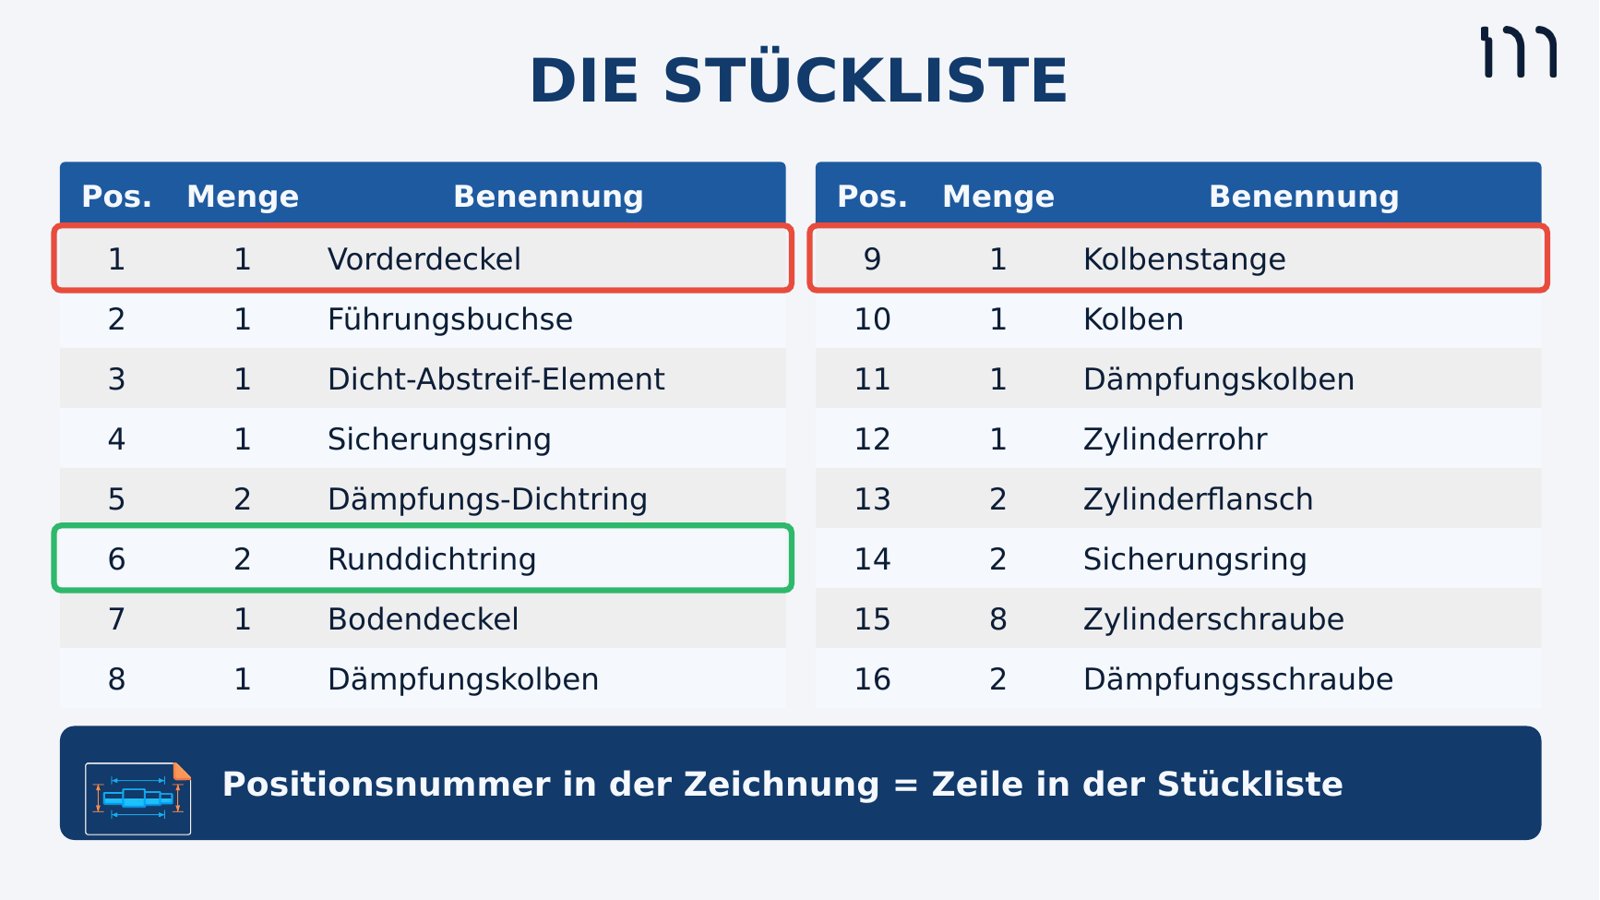 DIE STÜCKLISTE
Pos. Menge Benennung
1 1 Vorderdeckel
2 1 Führungsbuchse
3 1 Dicht-Abstreif-Element
4 1 Sicherungsring
5 2 Dämpfungs-Dichtring
6 2 Runddichtring
7 1 Bodendeckel
8 1 Dämpfungskolben
Pos. Menge Benennung
9 1 Kolbenstange
10 1 Kolben
11 1 Dämpfungskolben
12 1 Zylinderrohr
13 2 Zylinderflansch
14 2 Sicherungsring
15 8 Zylinderschraube
16 2 Dämpfungsschraube
Positionsnummer in der Zeichnung = Zeile in der Stückliste